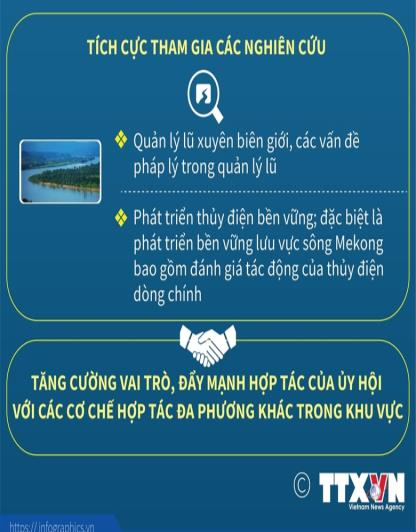 TÍCH CỰC THAM GIA CÁC NGHIÊN CỨU
Quản lý lũ xuyên biên giới, các vấn đề
pháp lý trong quản lý lũ
Phát triển thủy điện bền vững; đặc biệt là
phát triển bền vững lưu vực sông Mekong
bao gồm đánh giá tác động của thủy điện
dòng chính
TĂNG CƯỜNG VAI TRÒ, ĐẨY MẠNH HỢP TÁC CỦA ỦY HỘI
VỚI CÁC CƠ CHẾ HỢP TÁC ĐA PHƯƠNG KHÁC TRONG KHU VỰC
© TTXVN
Vietnam News Agency
https://infographics.vn